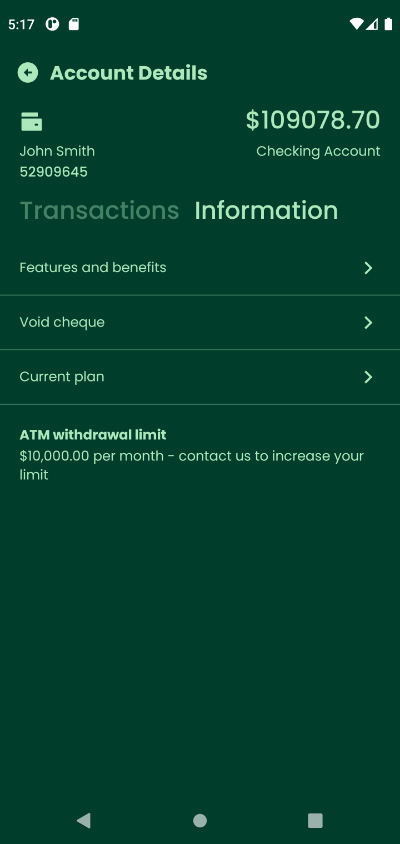 5:17
Account Details
$109078.70
John Smith
Checking Account
52909645
Transactions Information
Features and benefits
Void cheque
Current plan
ATM withdrawal limit
$10,000.00 per month - contact us to increase your
limit